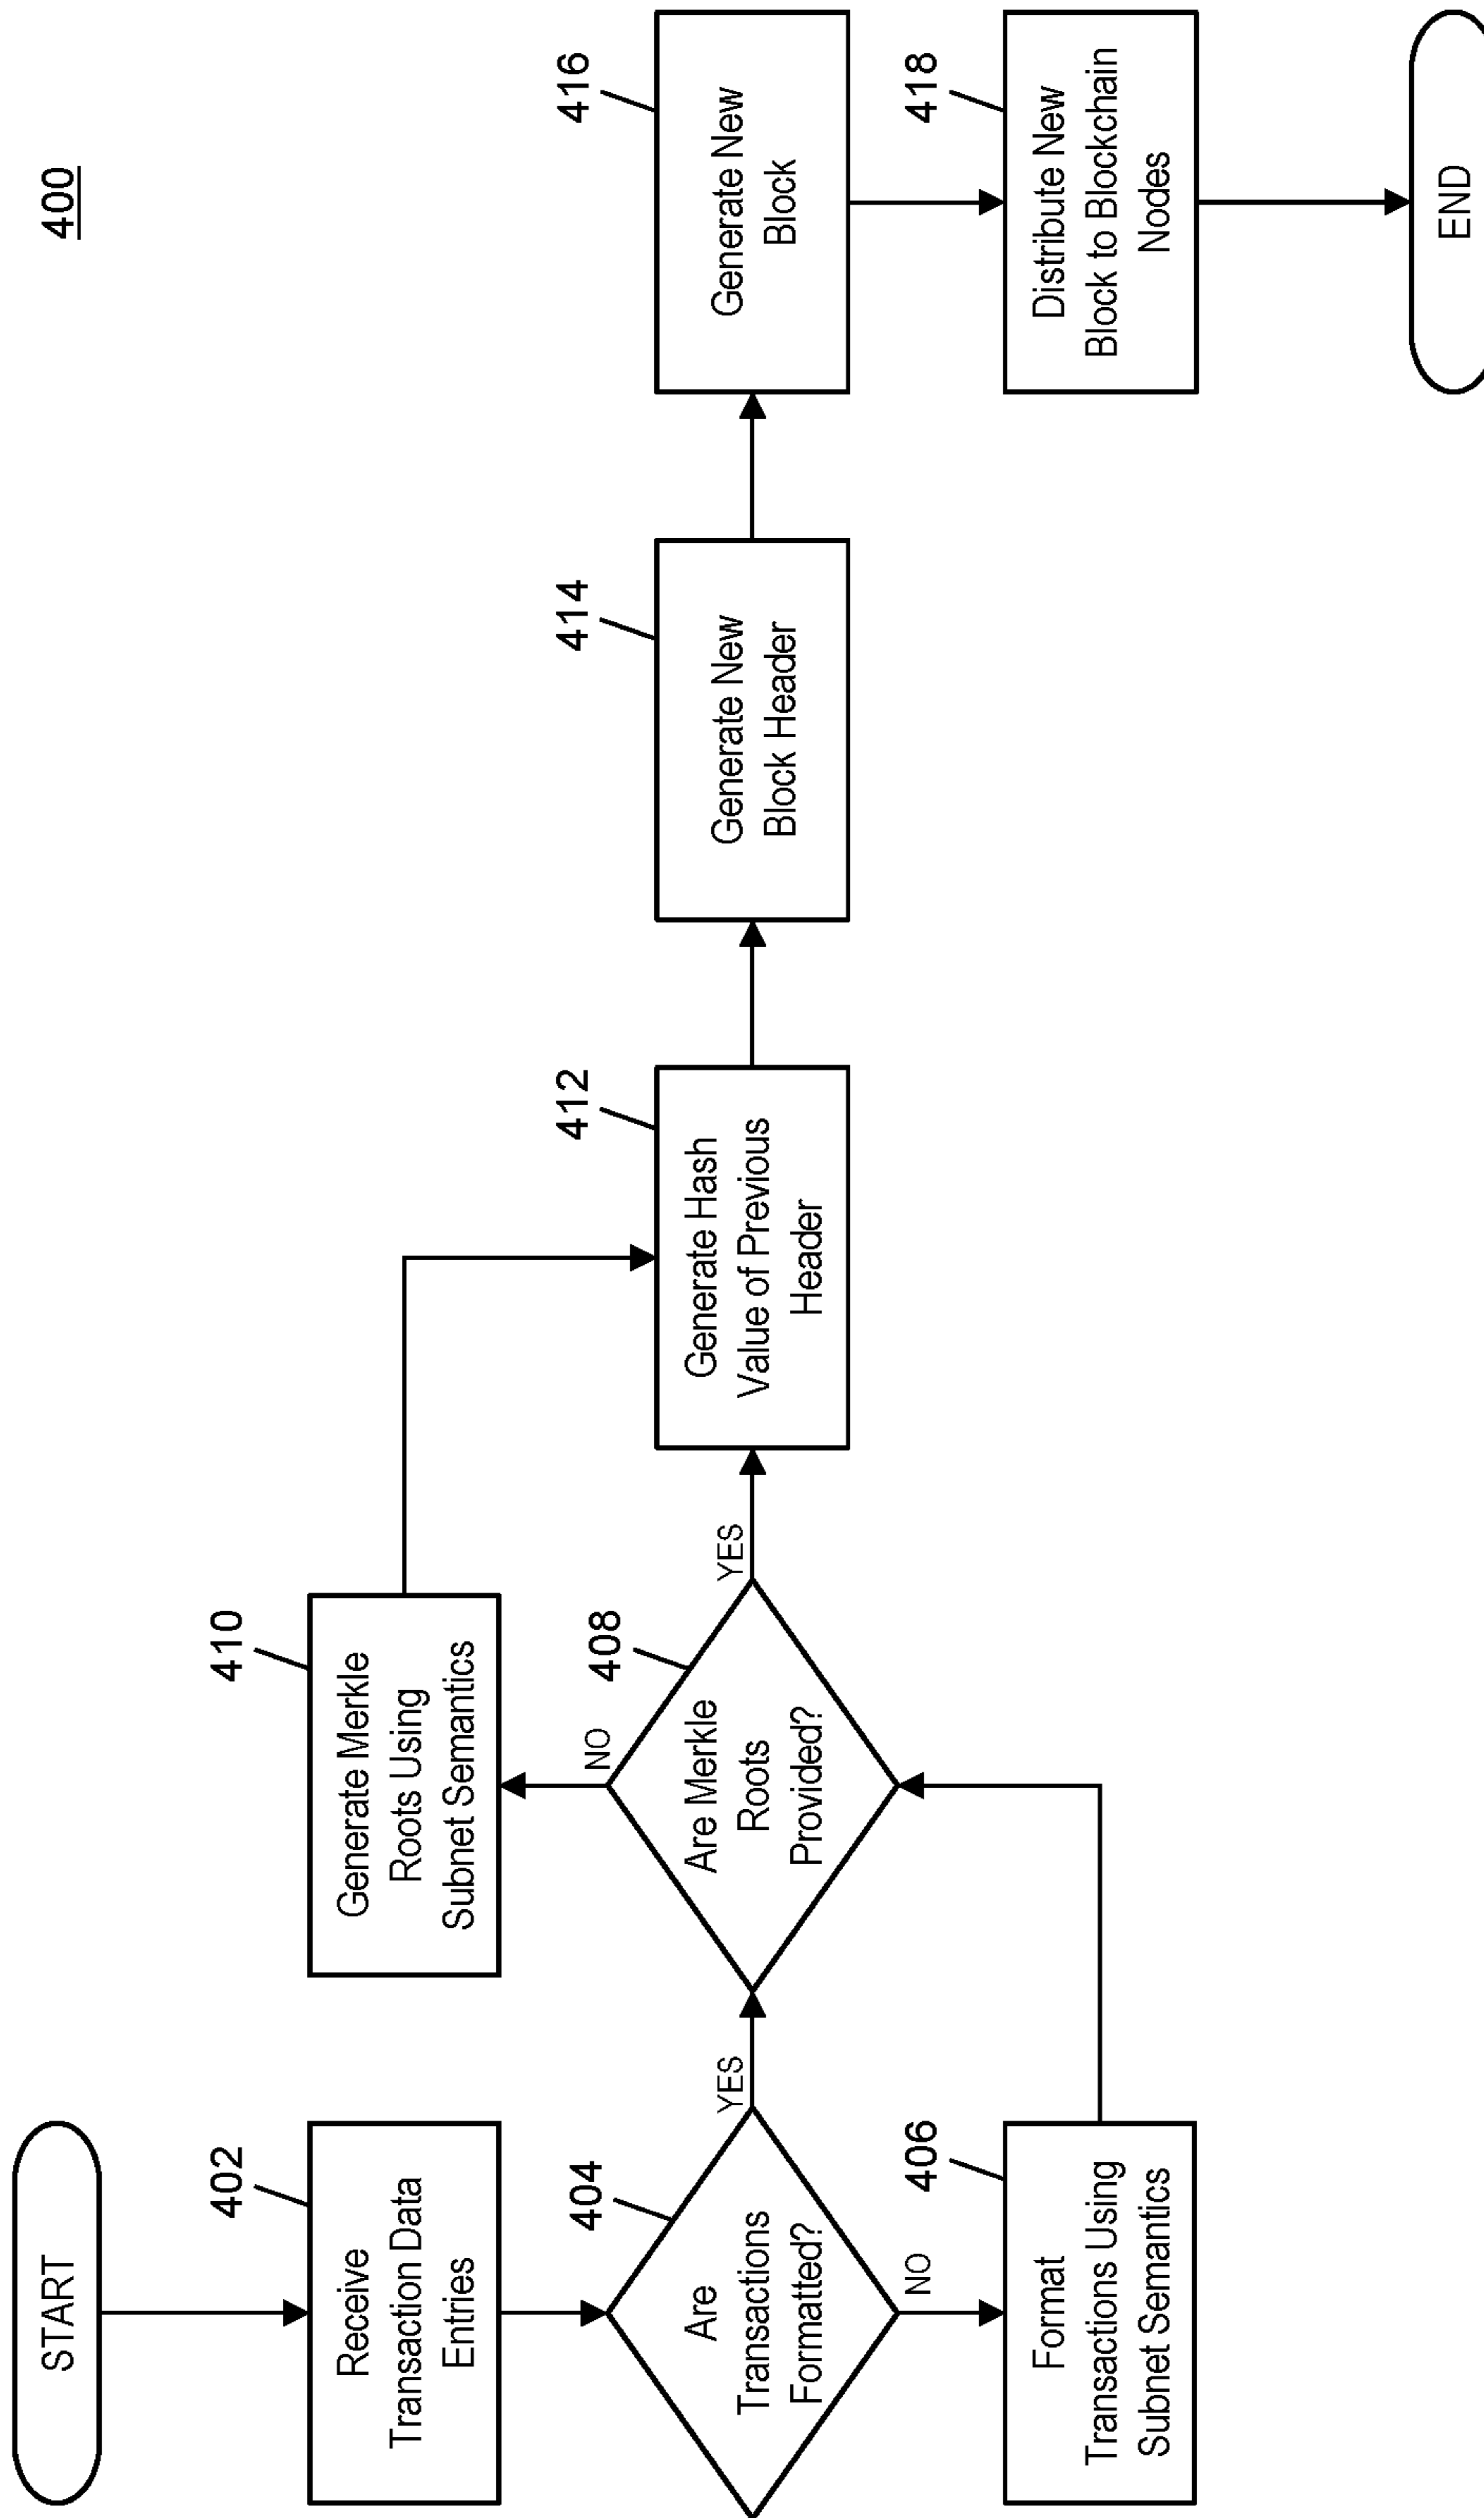 400
START
402
Receive
Transaction Data
Entries
404
Are
Transactions
Formatted?
YES
NO
406
Format
Transactions Using
Subnet Semantics
408
Are Merkle
Roots
Provided?
NO
YES
410
Generate Merkle
Roots Using
Subnet Semantics
412
Generate Hash
Value of Previous
Header
414
Generate New
Block Header
416
Generate New
Block
418
Distribute New
Block to Blockchain
Nodes
END